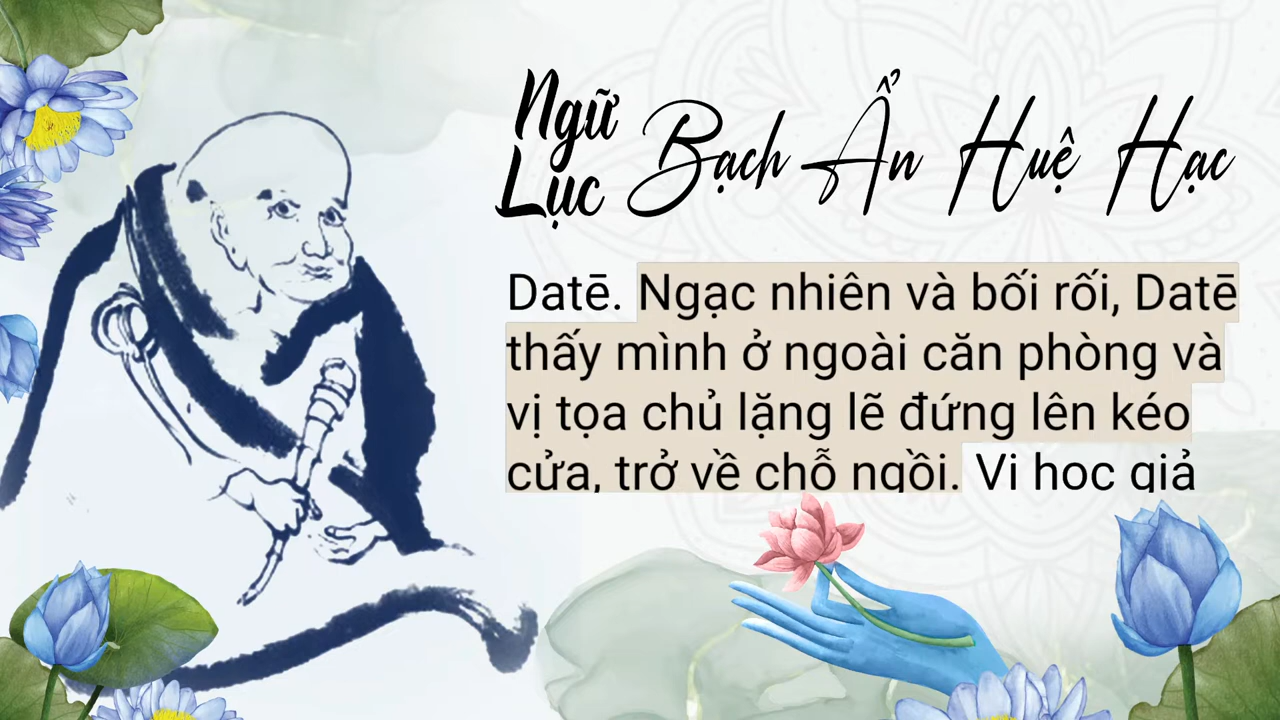 Ngữ
Lục
Bạch Ẩn Huệ Hạc
Datē. Ngạc nhiên và bối rối, Datē
thấy mình ở ngoài căn phòng và
vị tọa chủ lặng lẽ đứng lên kéo
cửa, trở về chỗ ngồi. Vị học giả